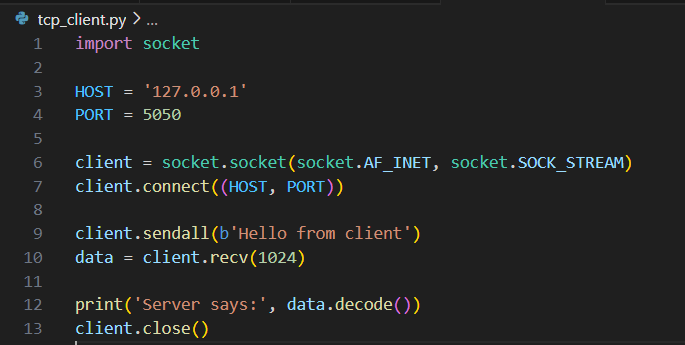 tcp_client.py > ...
1 import socket
2
3 HOST = '127.0.0.1'
4 PORT = 5050
5
6 client = socket.socket(socket.AF_INET, socket.SOCK_STREAM)
7 client.connect((HOST, PORT))
8
9 client.sendall(b'Hello from client')
10 data = client.recv(1024)
11
12 print('Server says:', data.decode())
13 client.close()